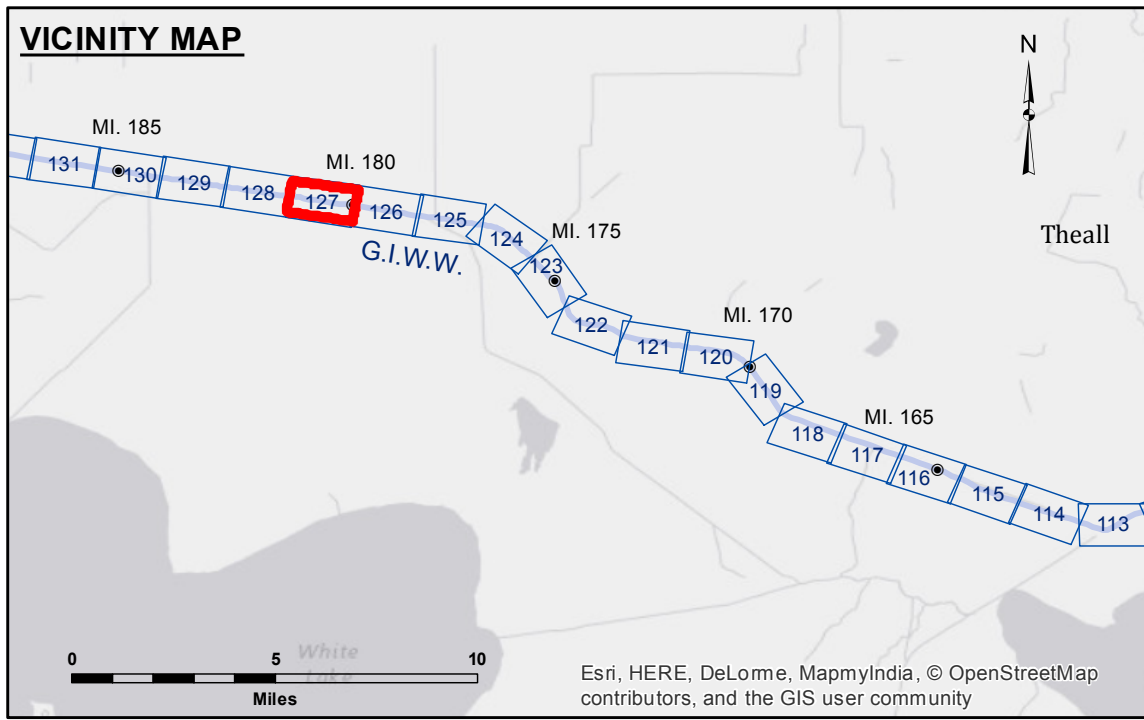 VICINITY MAP
N
MI. 185
MI. 180
131
130
129
128
127
126
125
124
MI. 175
Theall
G.I.W.W.
123
122
121
120
MI. 170
119
MI. 165
118
117
116
115
114
113
White
Lake
0 5 10
Miles
Esri, HERE, DeLorme, MapmyIndia, © OpenStreetMap
contributors, and the GIS user community